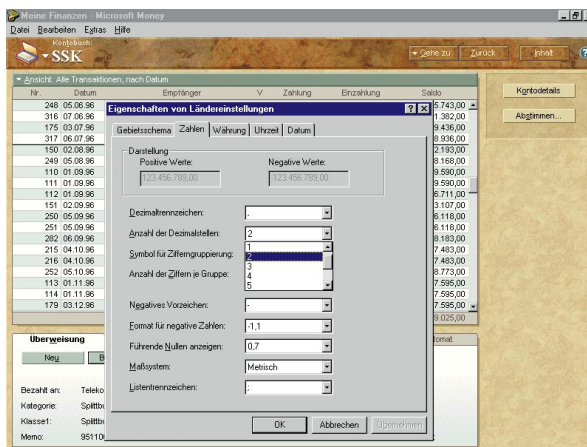 Meine Finanzen - Microsoft Money
Datei Bearbeiten Extras Hilfe
Kontobuch:
SSK
Gehe zu Zurück Inhalt
Ansicht: Alle Transaktionen, nach Datum
Nr. Datum Empfänger V Zahlung Einzahlung Saldo
Kontodetails
Abstimmen...
248 05.06.96 5.743,00
316 07.06.96 1.382,00
175 03.07.96 9.436,00
317 06.07.96 8.936,00
150 02.08.96 2.193,00
249 05.08.96 8.168,00
110 01.09.96 9.590,00
111 01.09.96 9.590,00
112 01.09.96 6.711,00
151 02.09.96 3.107,00
250 05.09.96 6.118,00
251 05.09.96 6.118,00
282 06.09.96 8.183,00
215 04.10.96 7.483,00
216 04.10.96 7.483,00
252 05.10.96 8.773,00
113 01.11.96 7.595,00
114 01.11.96 7.595,00
179 03.12.96 7.595,00
9.025,00
Eigenschaften von Ländereinstellungen
Gebietsschema Zahlen Währung Uhrzeit Datum
Darstellung
Positive Werte: Negative Werte:
123.456.789,00 -123.456.789,00
Dezimaltrennzeichen: ,
Anzahl der Dezimalstellen: 2
Symbol für Zifferngruppierung:
Anzahl der Ziffern je Gruppe:
1
2
3
4
5
Negatives Vorzeichen: -
Format für negative Zahlen: -1,1
Führende Nullen anzeigen: 0,7
Maßsystem: Metrisch
Listentrennzeichen: ;
OK Abbrechen Übernehmen
Überweisung
Neu
Bezahlt an: Teleko
Kategorie: Splittbu
Klasse1: Splittbu
Memo: 95110